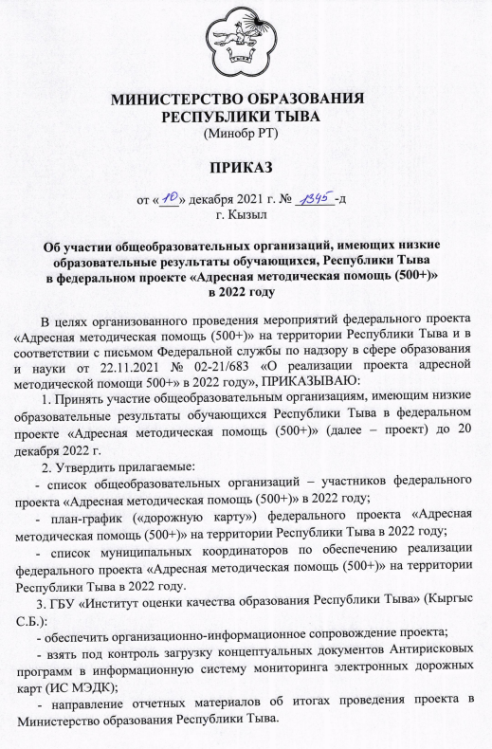 МИНИСТЕРСТВО ОБРАЗОВАНИЯ
РЕСПУБЛИКИ ТЫВА
(Минобр РТ)
ПРИКАЗ
от «10» декабря 2021 г. № 1345-д
г. Кызыл
Об участии общеобразовательных организаций, имеющих низкие
образовательные результаты обучающихся, Республики Тыва
в федеральном проекте «Адресная методическая помощь (500+)»
в 2022 году
В целях организованного проведения мероприятий федерального проекта
«Адресная методическая помощь (500+)» на территории Республики Тыва и в
соответствии с письмом Федеральной службы по надзору в сфере образования
и науки от 22.11.2021 № 02-21/683 «О реализации проекта адресной
методической помощи 500+» в 2022 году», ПРИКАЗЫВАЮ:
1. Принять участие общеобразовательным организациям, имеющим низкие
образовательные результаты обучающихся Республики Тыва в федеральном
проекте «Адресная методическая помощь (500+)» (далее – проект) до 20
декабря 2022 г.
2. Утвердить прилагаемые:
- список общеобразовательных организаций – участников федерального
проекта «Адресная методическая помощь (500+)» в 2022 году;
- план-график («дорожную карту») федерального проекта «Адресная
методическая помощь (500+)» на территории Республики Тыва в 2022 году;
- список муниципальных координаторов по обеспечению реализации
федерального проекта «Адресная методическая помощь (500+)» на территории
Республики Тыва в 2022 году.
3. ГБУ «Институт оценки качества образования Республики Тыва» (Кыргыс
С.Б.):
- обеспечить организационно-информационное сопровождение проекта;
- взять под контроль загрузку концептуальных документов Антирисковых
программ в информационную систему мониторинга электронных дорожных
карт (ИС МЭДК);
- направление отчетных материалов об итогах проведения проекта в
Министерство образования Республики Тыва.